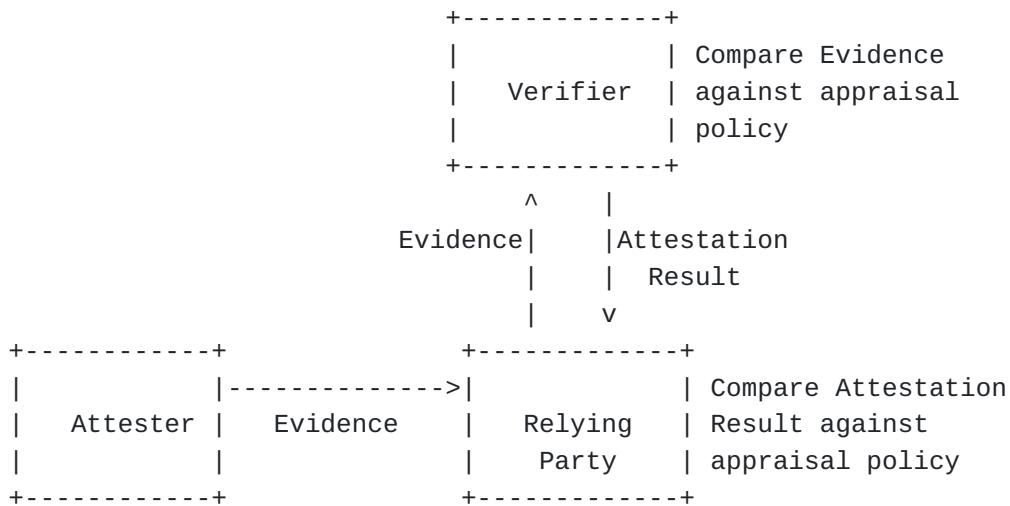 +-------------+
                            |             | Compare Evidence
                            |   Verifier  | against appraisal
                            |             | policy
                            +-------------+
                                 ^    |
                         Evidence|    |Attestation
                                 |    |  Result
                                 |    v
+------------+               +-------------+
|            |-------------->|             | Compare Attestation
|   Attester |   Evidence    |   Relying   | Result against
|            |               |    Party    | appraisal policy
+------------+               +-------------+